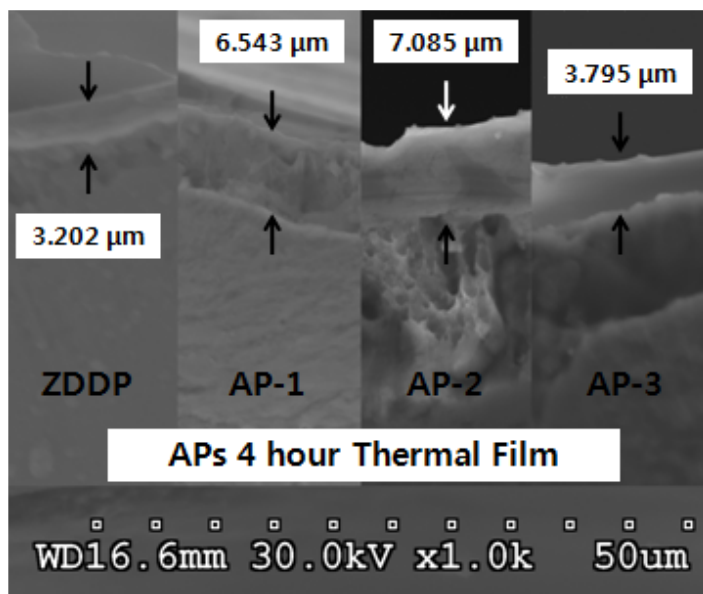 6.543 μm
7.085 μm
3.795 μm
3.202 μm
ZDDP
AP-1
AP-2
AP-3
APs 4 hour Thermal Film
WD16.6mm 30.0kV x1.0k 50um